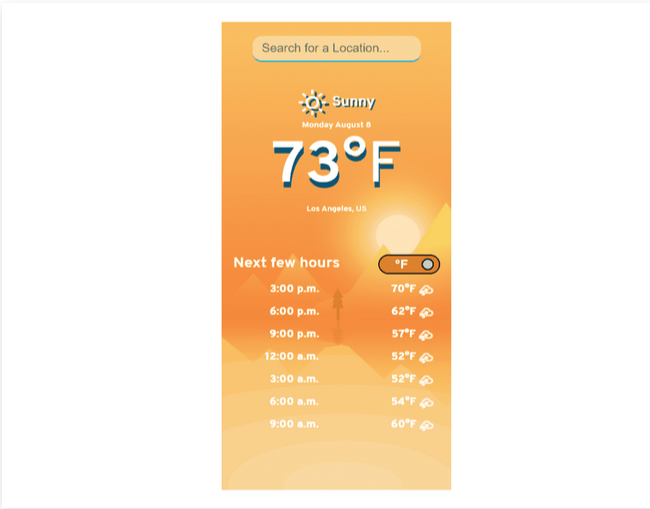 Search for a Location...
Sunny
Monday August 8
73°F
Los Angeles, US
Next few hours °F
3:00 p.m. 70°F
6:00 p.m. 62°F
9:00 p.m. 57°F
12:00 a.m. 52°F
3:00 a.m. 52°F
6:00 a.m. 54°F
9:00 a.m. 60°F